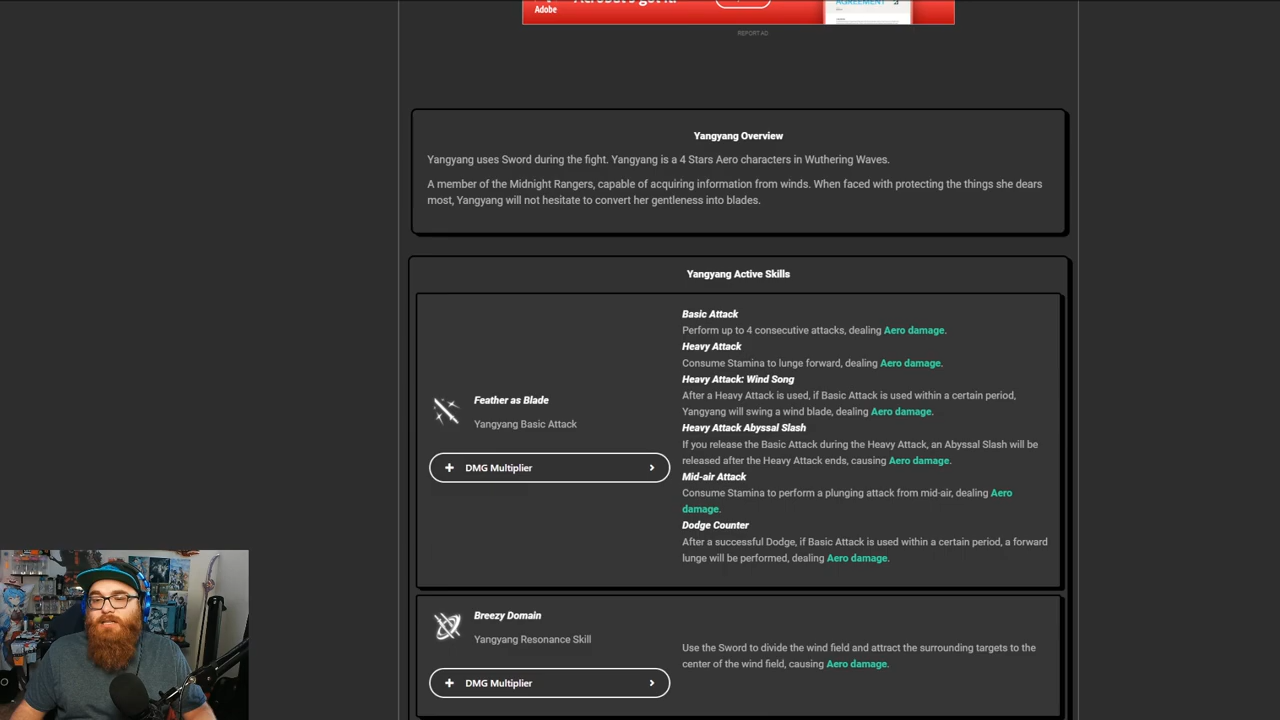 Adobe
REPORT AD
Yangyang Overview
Yangyang uses Sword during the fight. Yangyang is a 4 Stars Aero characters in Wuthering Waves.
A member of the Midnight Rangers, capable of acquiring information from winds. When faced with protecting the things she dears
most, Yangyang will not hesitate to convert her gentleness into blades.
Yangyang Active Skills
Feather as Blade
Yangyang Basic Attack
DMG Multiplier
Basic Attack
Perform up to 4 consecutive attacks, dealing Aero damage.
Heavy Attack
Consume Stamina to lunge forward, dealing Aero damage.
Heavy Attack: Wind Song
After a Heavy Attack is used, if Basic Attack is used within a certain period,
Yangyang will swing a wind blade, dealing Aero damage.
Heavy Attack Abyssal Slash
If you release the Basic Attack during the Heavy Attack, an Abyssal Slash will be
released after the Heavy Attack ends, causing Aero damage.
Mid-air Attack
Consume Stamina to perform a plunging attack from mid-air, dealing Aero
damage.
Dodge Counter
After a successful Dodge, if Basic Attack is used within a certain period, a forward
lunge will be performed, dealing Aero damage.
Breezy Domain
Yangyang Resonance Skill
DMG Multiplier
Use the Sword to divide the wind field and attract the surrounding targets to the
center of the wind field, causing Aero damage.